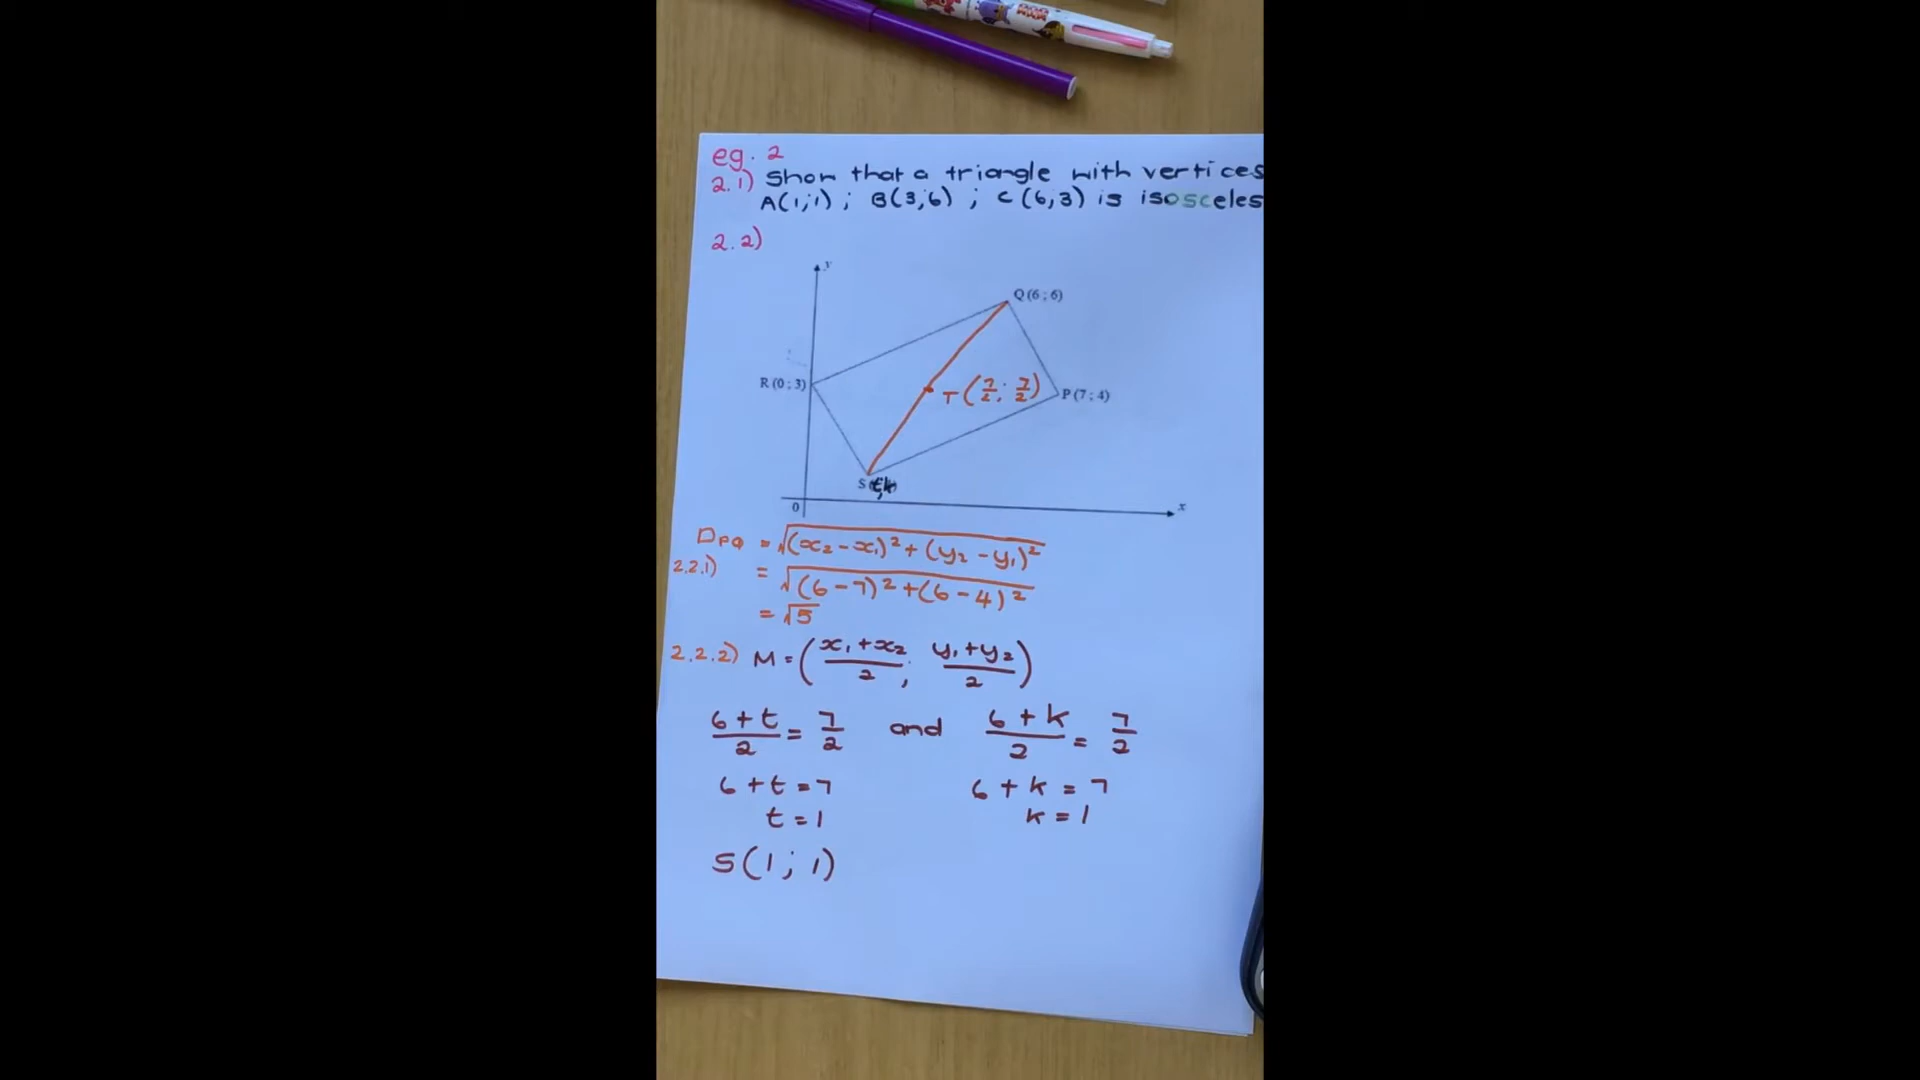 eg. 2
2.1) Show that a triangle with vertices
A(1;1) ; B(3;6) ; C(6;3) is isosceles
2.2)
y
Q(6 ; 6)
R(0 ; 3)
T(7/2 ; 7/2)
P(7 ; 4)
S(t;k)
0
x
D_PQ = √((x₂-x₁)²+(y₂-y₁)²)
2.2.1) = √((6-7)²+(6-4)²)
= √5
2.2.2) M = ((x₁+x₂)/2 ; (y₁+y₂)/2)
(6+t)/2 = 7/2 and (6+k)/2 = 7/2
6+t=7 6+k=7
t=1 k=1
S(1;1)